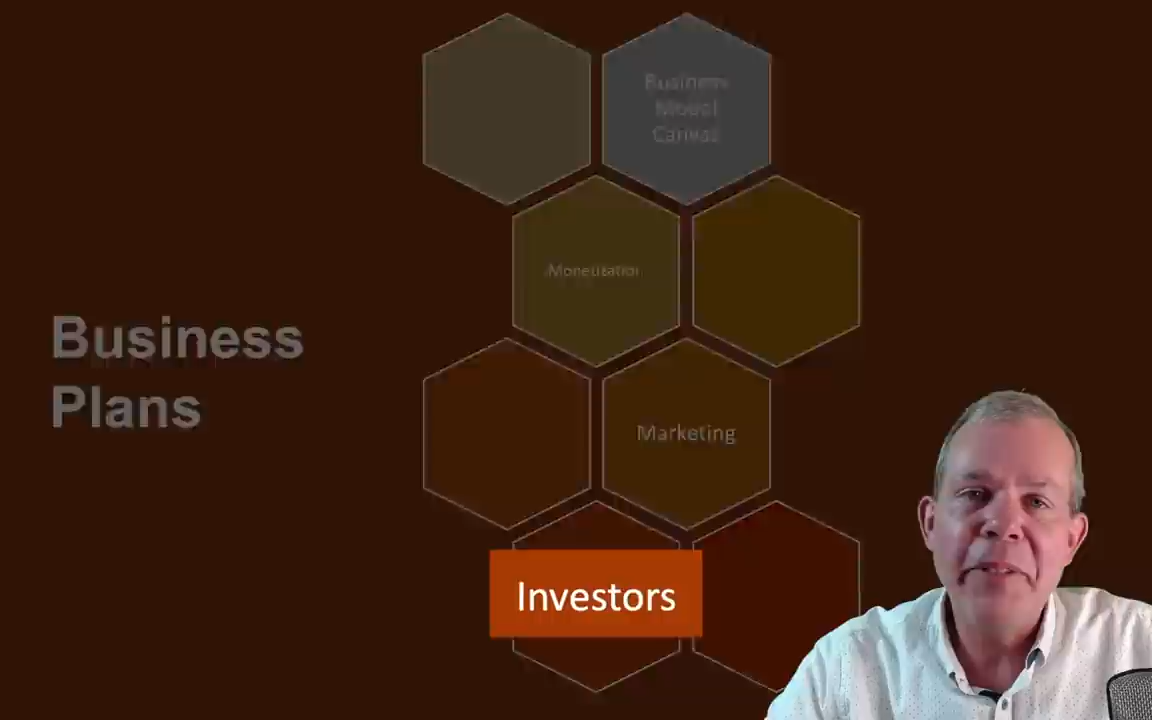 Business
Model
Canvas
Monetization
Business
Plans
Marketing
Investors